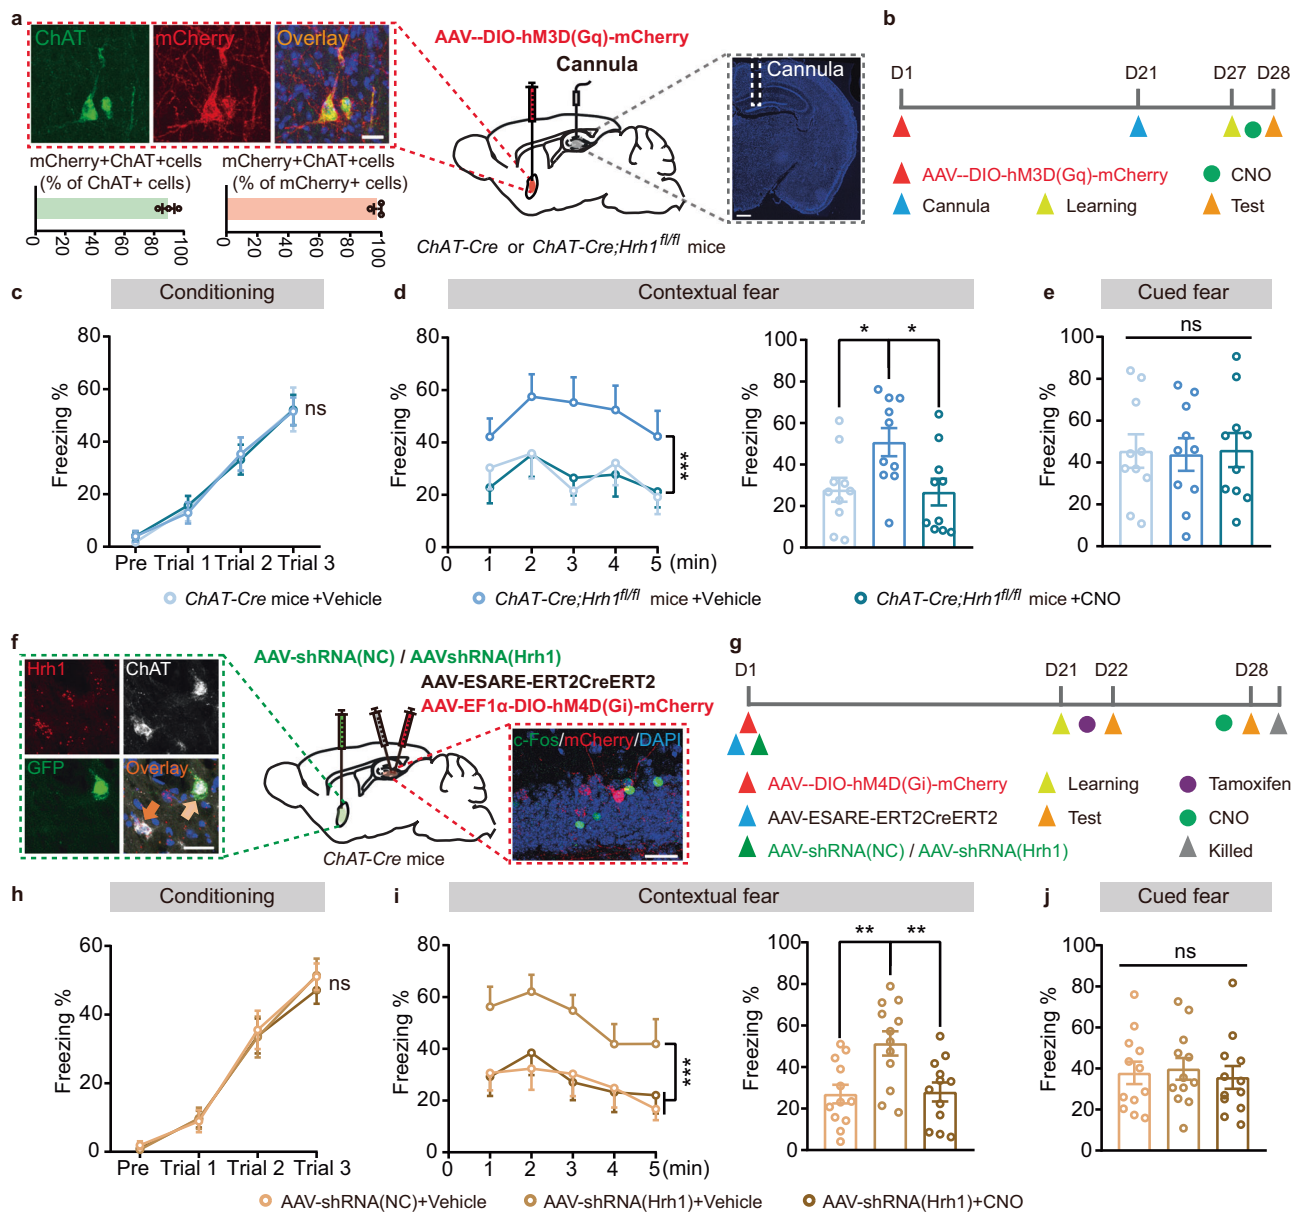 a
ChAT
mCherry
Overlay
AAV--DIO-hM3D(Gq)-mCherry
Cannula
Cannula
mCherry+ChAT+cells
(% of ChAT+ cells)
0 20 40 60 80 100
mCherry+ChAT+cells
(% of mCherry+ cells)
0 20 40 60 80 100
ChAT-Cre or ChAT-Cre;Hrh1fl/fl mice
b
D1 D21 D27 D28
AAV--DIO-hM3D(Gq)-mCherry
CNO
Cannula
Learning
Test
c
Conditioning
Freezing %
80
60
40
20
0
ns
Pre Trial 1 Trial 2 Trial 3
d
Contextual fear
Freezing %
80
60
40
20
0
***
0 1 2 3 4 5 (min)
Freezing %
100
80
60
40
20
0
* *
e
Cued fear
Freezing %
100
80
60
40
20
0
ns
ChAT-Cre mice +Vehicle
ChAT-Cre;Hrh1fl/fl mice +Vehicle
ChAT-Cre;Hrh1fl/fl mice +CNO
f
Hrh1
ChAT
GFP
Overlay
AAV-shRNA(NC) / AAVshRNA(Hrh1)
AAV-ESARE-ERT2CreERT2
AAV-EF1α-DIO-hM4D(Gi)-mCherry
c-Fos/mCherry/DAPI
ChAT-Cre mice
g
D1 D21 D22 D28
AAV--DIO-hM4D(Gi)-mCherry
Learning
Tamoxifen
AAV-ESARE-ERT2CreERT2
Test
CNO
AAV-shRNA(NC) / AAV-shRNA(Hrh1)
Killed
h
Conditioning
Freezing %
60
40
20
0
ns
Pre Trial 1 Trial 2 Trial 3
i
Contextual fear
Freezing %
80
60
40
20
0
***
0 1 2 3 4 5 (min)
Freezing %
100
80
60
40
20
0
** **
j
Cued fear
Freezing %
100
80
60
40
20
0
ns
AAV-shRNA(NC)+Vehicle
AAV-shRNA(Hrh1)+Vehicle
AAV-shRNA(Hrh1)+CNO